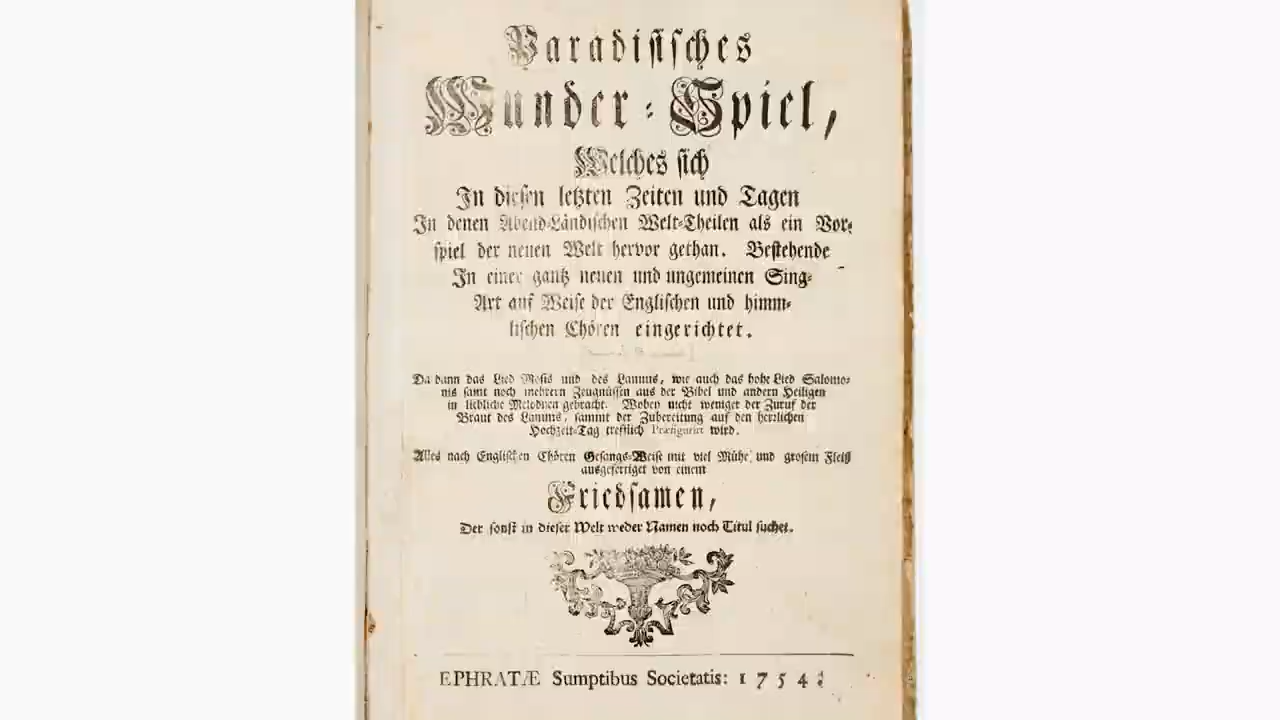 Paradisisches
Wunder-Spiel,
Welches sich
In diesen letzten Zeiten und Tagen
In denen Abend-Ländischen Welt-Theilen als ein Vor-
spiel der neuen Welt hervor gethan. Bestehende
In einer gantz neuen und ungemeinen Sing-
Art auf Weise der Englischen und himm-
lischen Chören eingerichtet.
Da dann das Lied Mosis und des Lamms, wie auch das hohe Lied Salomo-
nis samt noch mehrern Zeugnüssen aus der Bibel und andern Heiligen
in liebliche Melodyen gebracht. Wobey nicht weniger der Zuruf der
Braut des Lamms, sammt der Zubereitung auf den herrlichen
Hochzeit-Tag trefflich Præfigurirt wird.
Alles nach Englischen Chören Gesangs-Weise mit viel Mühe und grosem Fleiß
ausgefertiget von einem
Friedsamen,
Der sonst in dieser Welt weder Namen noch Titul suchet.
EPHRATÆ Sumptibus Societatis: 1754: